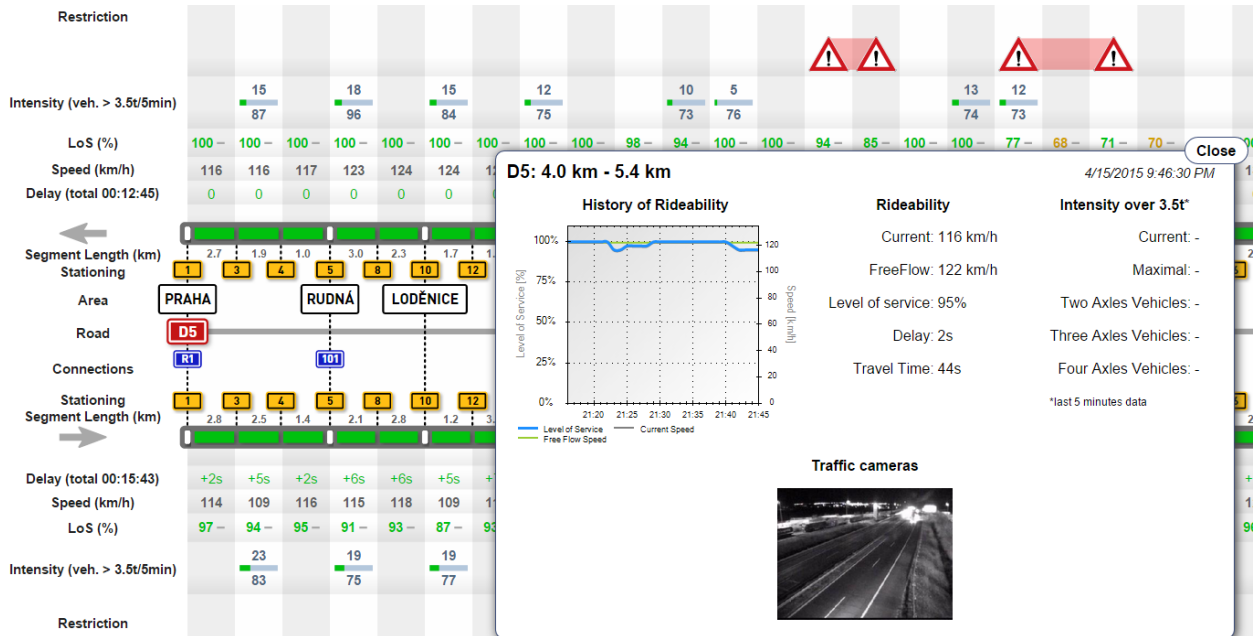 Restriction
Intensity (veh. > 3.5t/5min) 15 18 15 12 10 5 13 12
87 96 84 75 73 76 74 73
LoS (%) 100 – 100 – 100 – 100 – 100 – 100 – 100 – 100 – 100 – 98 – 94 – 100 – 100 – 94 – 85 – 100 – 100 – 77 – 68 – 71 – 70 –
Speed (km/h) 116 116 117 123 124 124
Delay (total 00:12:45) 0 0 0 0 0 0
Segment Length (km) 2.7 1.9 1.0 3.0 2.3 1.7
Stationing 1 3 4 5 8 10 12
Area PRAHA RUDNÁ LODĚNICE
Road D5
Connections R1 101
Stationing 1 3 4 5 8 10 12
Segment Length (km) 2.8 2.5 1.4 2.1 2.8 1.2
Delay (total 00:15:43) +2s +5s +2s +6s +6s +5s
Speed (km/h) 114 109 116 115 118 109
LoS (%) 97 – 94 – 95 – 91 – 93 – 87 – 93
Intensity (veh. > 3.5t/5min) 23 19 19
83 75 77
Restriction
Close
D5: 4.0 km - 5.4 km
4/15/2015 9:46:30 PM
History of Rideability
100%
75%
50%
25%
0%
Level of Service [%]
120
100
80
60
40
20
0
Speed [km/h]
21:20 21:25 21:30 21:35 21:40 21:45
Level of Service Current Speed
Free Flow Speed
Rideability
Current: 116 km/h
FreeFlow: 122 km/h
Level of service: 95%
Delay: 2s
Travel Time: 44s
Intensity over 3.5t*
Current: -
Maximal: -
Two Axles Vehicles: -
Three Axles Vehicles: -
Four Axles Vehicles: -
*last 5 minutes data
Traffic cameras